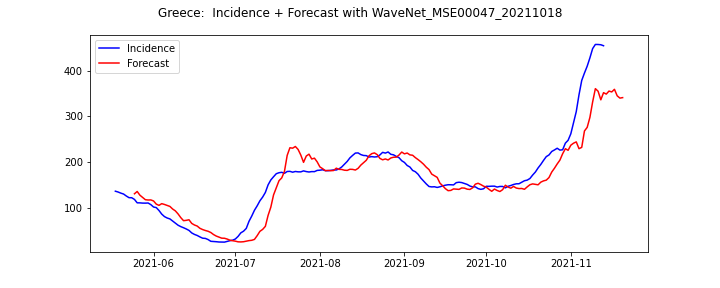 Greece:  Incidence + Forecast with WaveNet_MSE00047_20211018
Incidence
Forecast
400
300
200
100
2021-06 2021-07 2021-08 2021-09 2021-10 2021-11